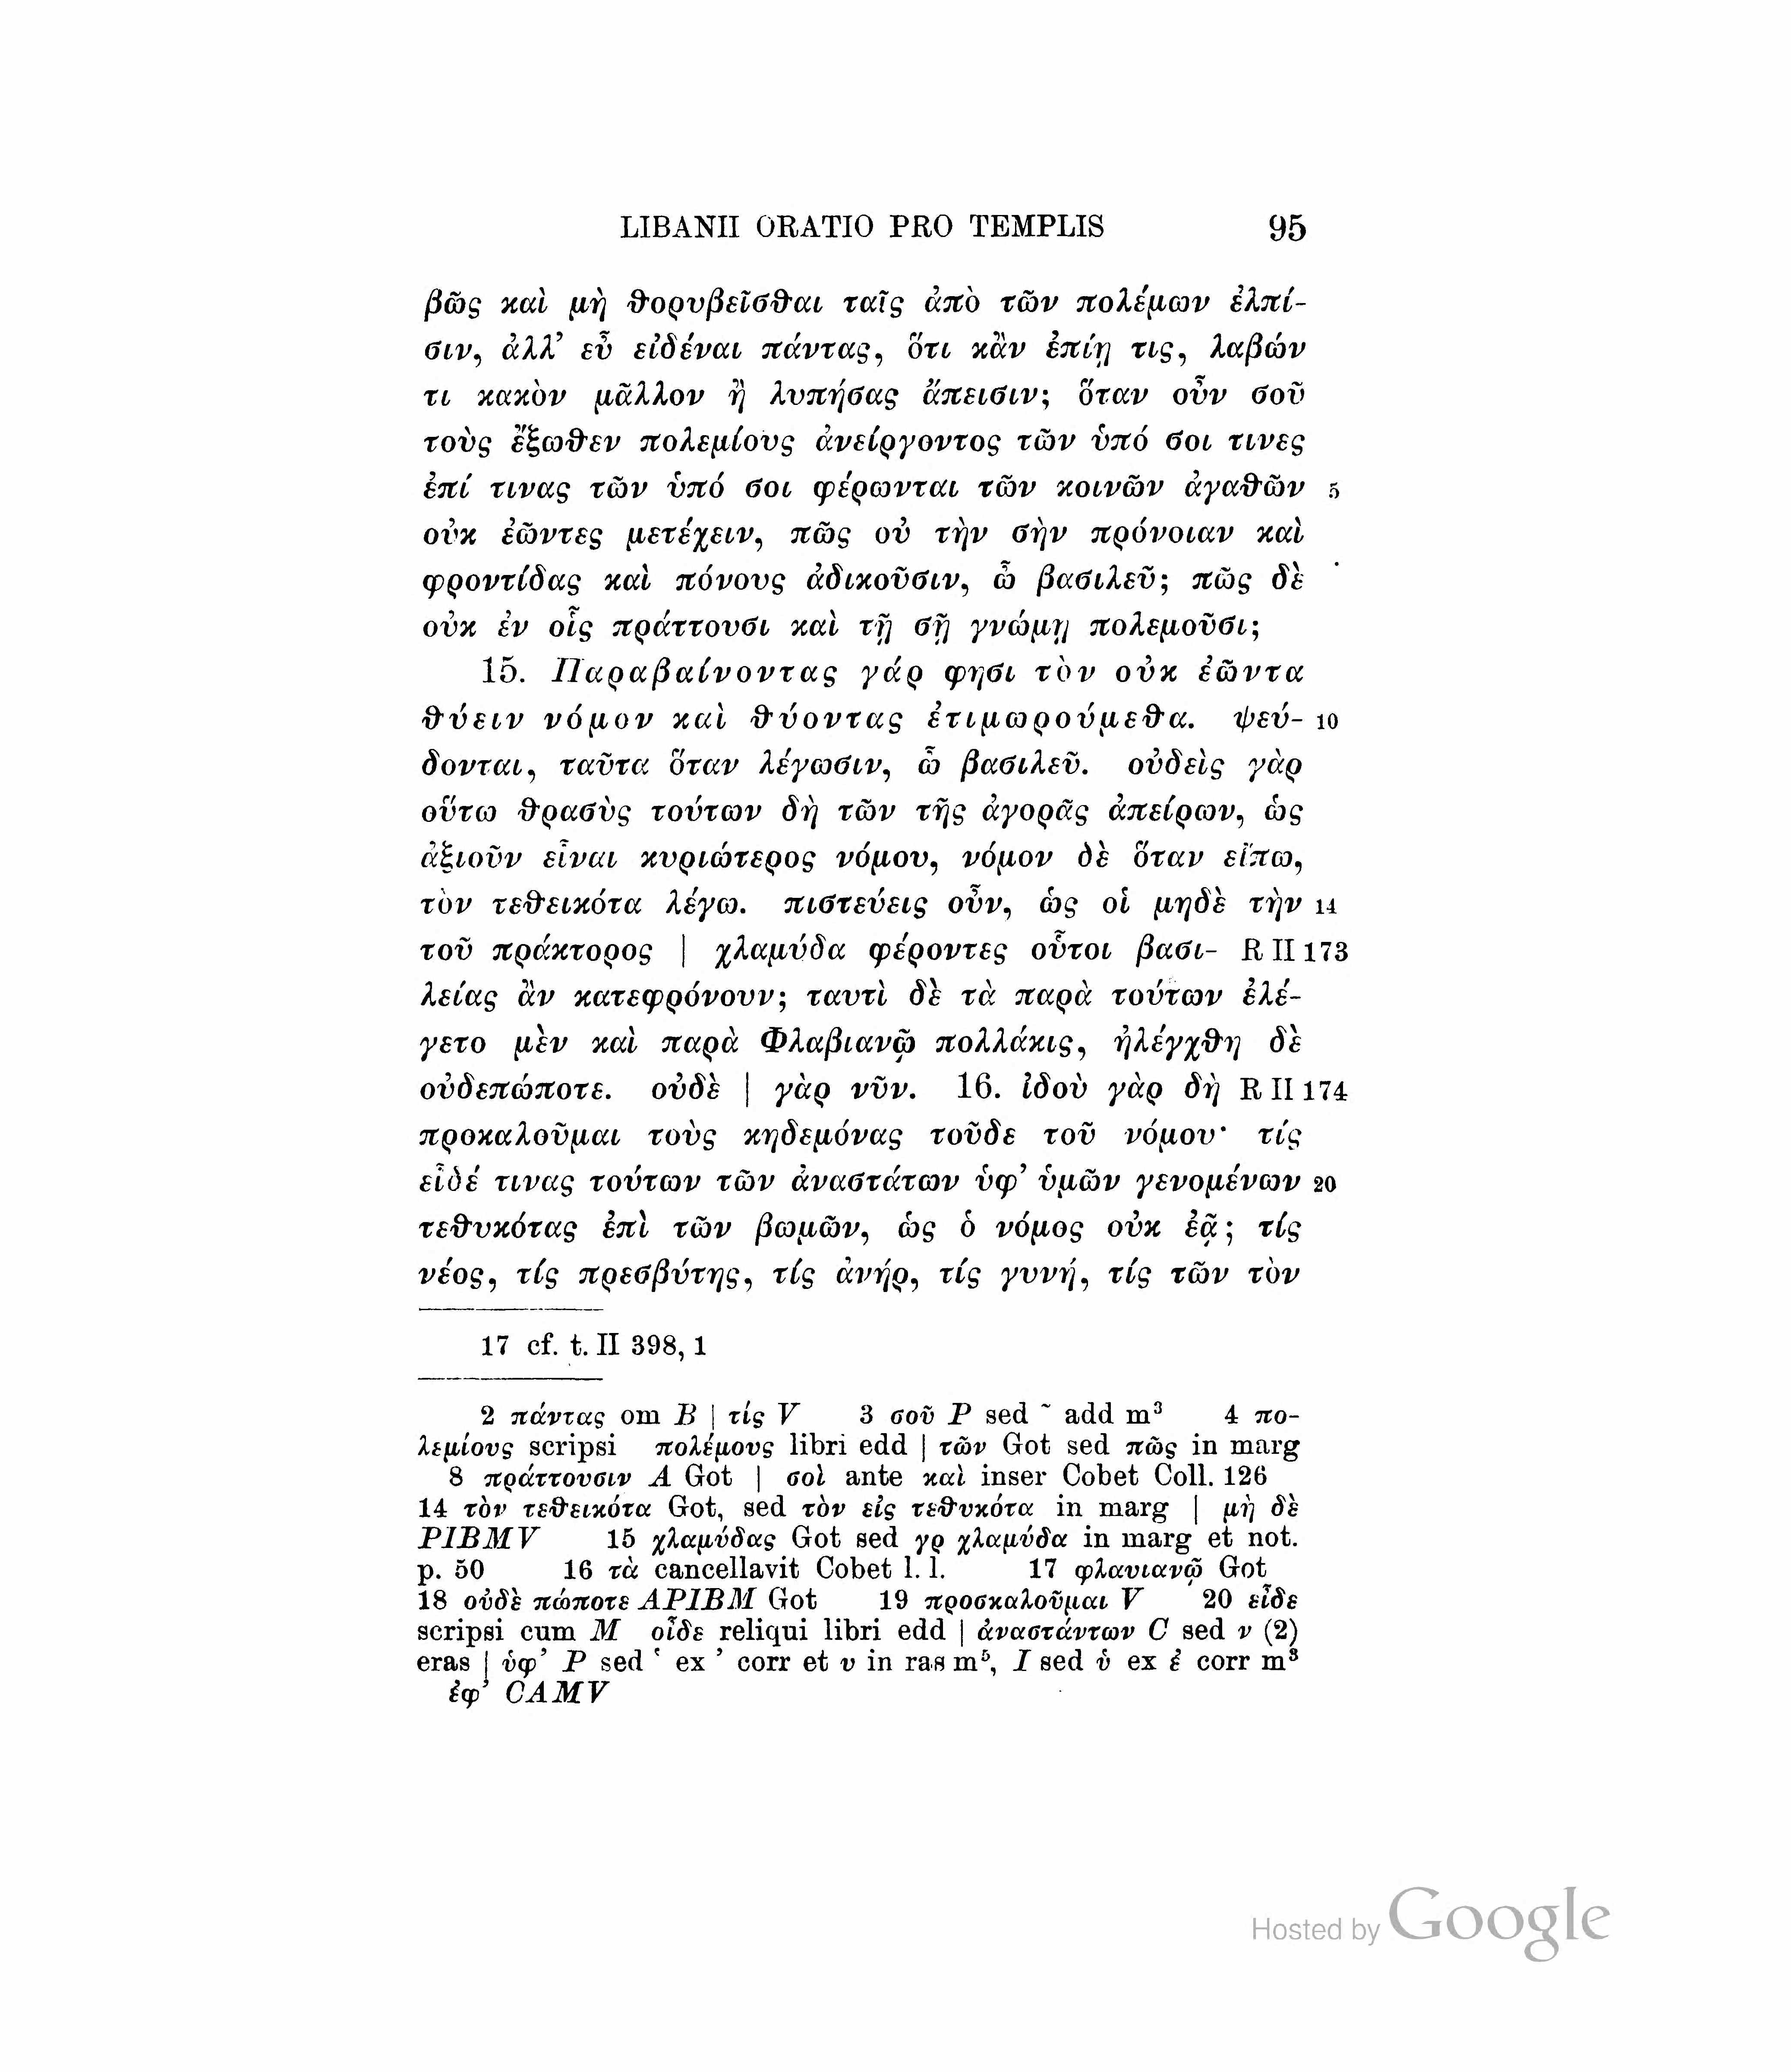 LIBANII ORATIO PRO TEMPLIS 95
βῶς καὶ μὴ θορυβεῖσθαι ταῖς ἀπὸ τῶν πολέμων ἐλπί-
σιν, ἀλλ’ εὖ εἰδέναι πάντας, ὅτι κἂν ἐπίῃ τις, λαβών
τι κακὸν μᾶλλον ἢ λυπήσας ἄπεισιν; ὅταν οὖν σοῦ
τοὺς ἔξωθεν πολεμίους ἀνείργοντος τῶν ὑπό σοι τινες
ἐπί τινας τῶν ὑπό σοι φέρωνται τῶν κοινῶν ἀγαθῶν 5
οὐκ ἐῶντες μετέχειν, πῶς οὐ τὴν σὴν πρόνοιαν καὶ
φροντίδας καὶ πόνους ἀδικοῦσιν, ὦ βασιλεῦ; πῶς δὲ
οὐκ ἐν οἷς πράττουσι καὶ τῇ σῇ γνώμῃ πολεμοῦσι;
15. Παραβαίνοντας γάρ φησι τὸν οὐκ ἐῶντα
θύειν νόμον καὶ θύοντας ἐτιμωρούμεθα. ψεύ- 10
δονται, ταῦτα ὅταν λέγωσιν, ὦ βασιλεῦ. οὐδεὶς γὰρ
οὕτω θρασὺς τούτων δὴ τῶν τῆς ἀγορᾶς ἀπείρων, ὡς
ἀξιοῦν εἶναι κυριώτερος νόμου, νόμον δὲ ὅταν εἴπω,
τὸν τεθεικότα λέγω. πιστεύεις οὖν, ὡς οἱ μηδὲ τὴν 14
τοῦ πράκτορος | χλαμύδα φέροντες οὗτοι βασι- R II 173
λείας ἂν κατεφρόνουν; ταυτὶ δὲ τὰ παρὰ τούτων ἐλέ-
γετο μὲν καὶ παρὰ Φλαβιανῷ πολλάκις, ἠλέγχθη δὲ
οὐδεπώποτε. οὐδὲ | γὰρ νῦν. 16. ἰδοὺ γὰρ δὴ R II 174
προκαλοῦμαι τοὺς κηδεμόνας τοῦδε τοῦ νόμου· τίς
εἶδέ τινας τούτων τῶν ἀναστάτων ὑφ’ ὑμῶν γενομένων 20
τεθυκότας ἐπὶ τῶν βωμῶν, ὡς ὁ νόμος οὐκ ἐᾷ; τίς
νέος, τίς πρεσβύτης, τίς ἀνήρ, τίς γυνή, τίς τῶν τὸν
17 cf. t. II 398, 1
2 πάντας om B | τίς V 3 σοῦ P sed ῀ add m³ 4 πο-
λεμίους scripsi πολέμους libri edd | τῶν Got sed πῶς in marg
8 πράττουσιν A Got | σοὶ ante καὶ inser Cobet Coll. 126
14 τὸν τεθεικότα Got, sed τὸν εἰς τεθυκότα in marg | μὴ δὲ
PIBMV 15 χλαμύδας Got sed γρ χλαμύδα in marg et not.
p. 50 16 τὰ cancellavit Cobet l. l. 17 φλαυιανῷ Got
18 οὐδὲ πώποτε APIBM Got 19 προσκαλοῦμαι V 20 εἶδε
scripsi cum M οἶδε reliqui libri edd | ἀναστάντων C sed ν (2)
eras | ὑφ’ P sed ῾ ex ’ corr et υ in ras m⁵, I sed ὑ ex ἐ corr m³
ἐφ’ CAMV
Hosted by Google